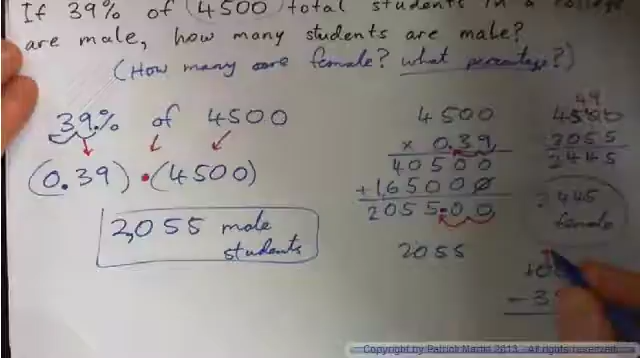 If 39% of 4500 total students in a college
are male, how many students are male?
(How many are female? what percentage?)
39.% of 4500
(0.39) • (4500)
2,055 male
students
4500
x 0.39
40500
+165000
2055.00
2055
49
4500
2055
2445
2445
female
100
- 39
Copyright by Patrick 2013 All rights reserved